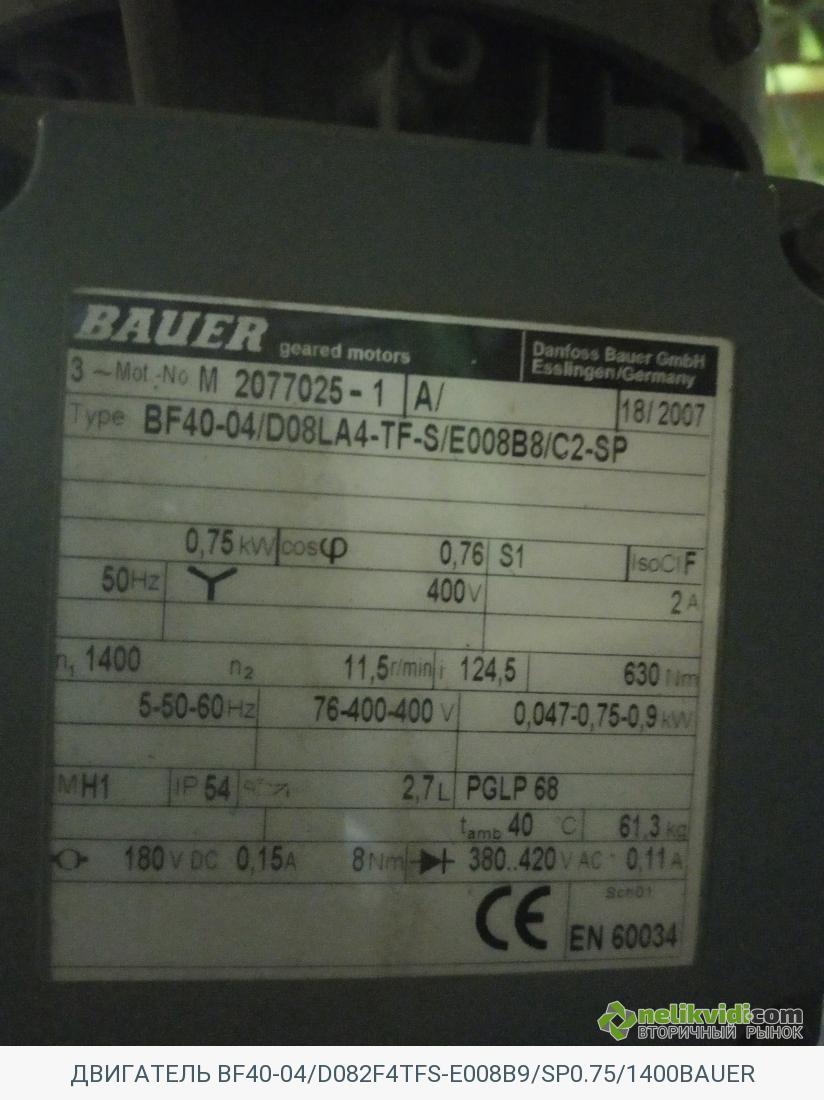 BAUER geared motors
Danfoss Bauer GmbH
Esslingen/Germany
3 ~ Mot.-No M 2077025-1 A/ 18/2007
Type BF40-04/D08LA4-TF-S/E008B8/C2-SP
0,75 kW cosφ 0,76 S1 IsoCl F
50Hz Y 400V 2 A
n1 1400 n2 11,5 r/min i 124,5 630 Nm
5-50-60 Hz 76-400-400 V 0,047-0,75-0,9 kW
M H1 IP 54 2,7 L PGLP 68
tamb 40 °C 61,3 kg
180 V DC 0,15 A 8 Nm 380..420 V AC 0,11 A
Sch01
CE EN 60034
nelikvidi.com
ВТОРИЧНЫЙ РЫНОК
ДВИГАТЕЛЬ BF40-04/D082F4TFS-E008B9/SP0.75/1400BAUER